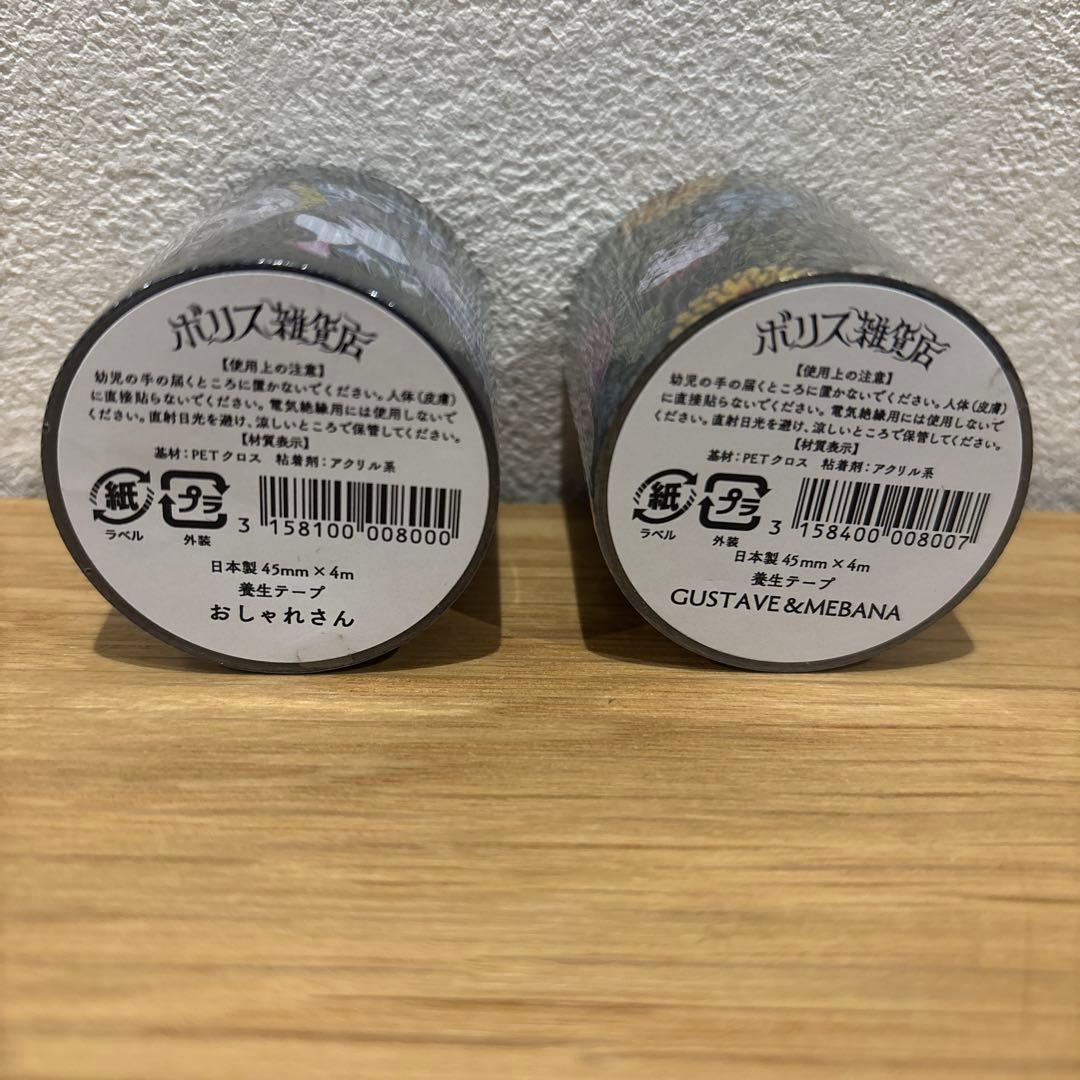 ボリス雑貨店
【使用上の注意】
幼児の手の届くところに置かないでください。人体(皮膚)
に直接貼らないでください。電気絶縁用には使用しないで
ください。直射日光を避け、涼しいところで保管してください。
【材質表示】
基材:PETクロス 粘着剤:アクリル系
紙
ラベル
プラ
外装
3 158100 008000
日本製 45mm×4m
養生テープ
おしゃれさん
ボリス雑貨店
【使用上の注意】
幼児の手の届くところに置かないでください。人体(皮膚)
に直接貼らないでください。電気絶縁用には使用しないで
ください。直射日光を避け、涼しいところで保管してください。
【材質表示】
基材:PETクロス 粘着剤:アクリル系
紙
ラベル
プラ
外装
3 158400 008007
日本製 45mm×4m
養生テープ
GUSTAVE&MEBANA